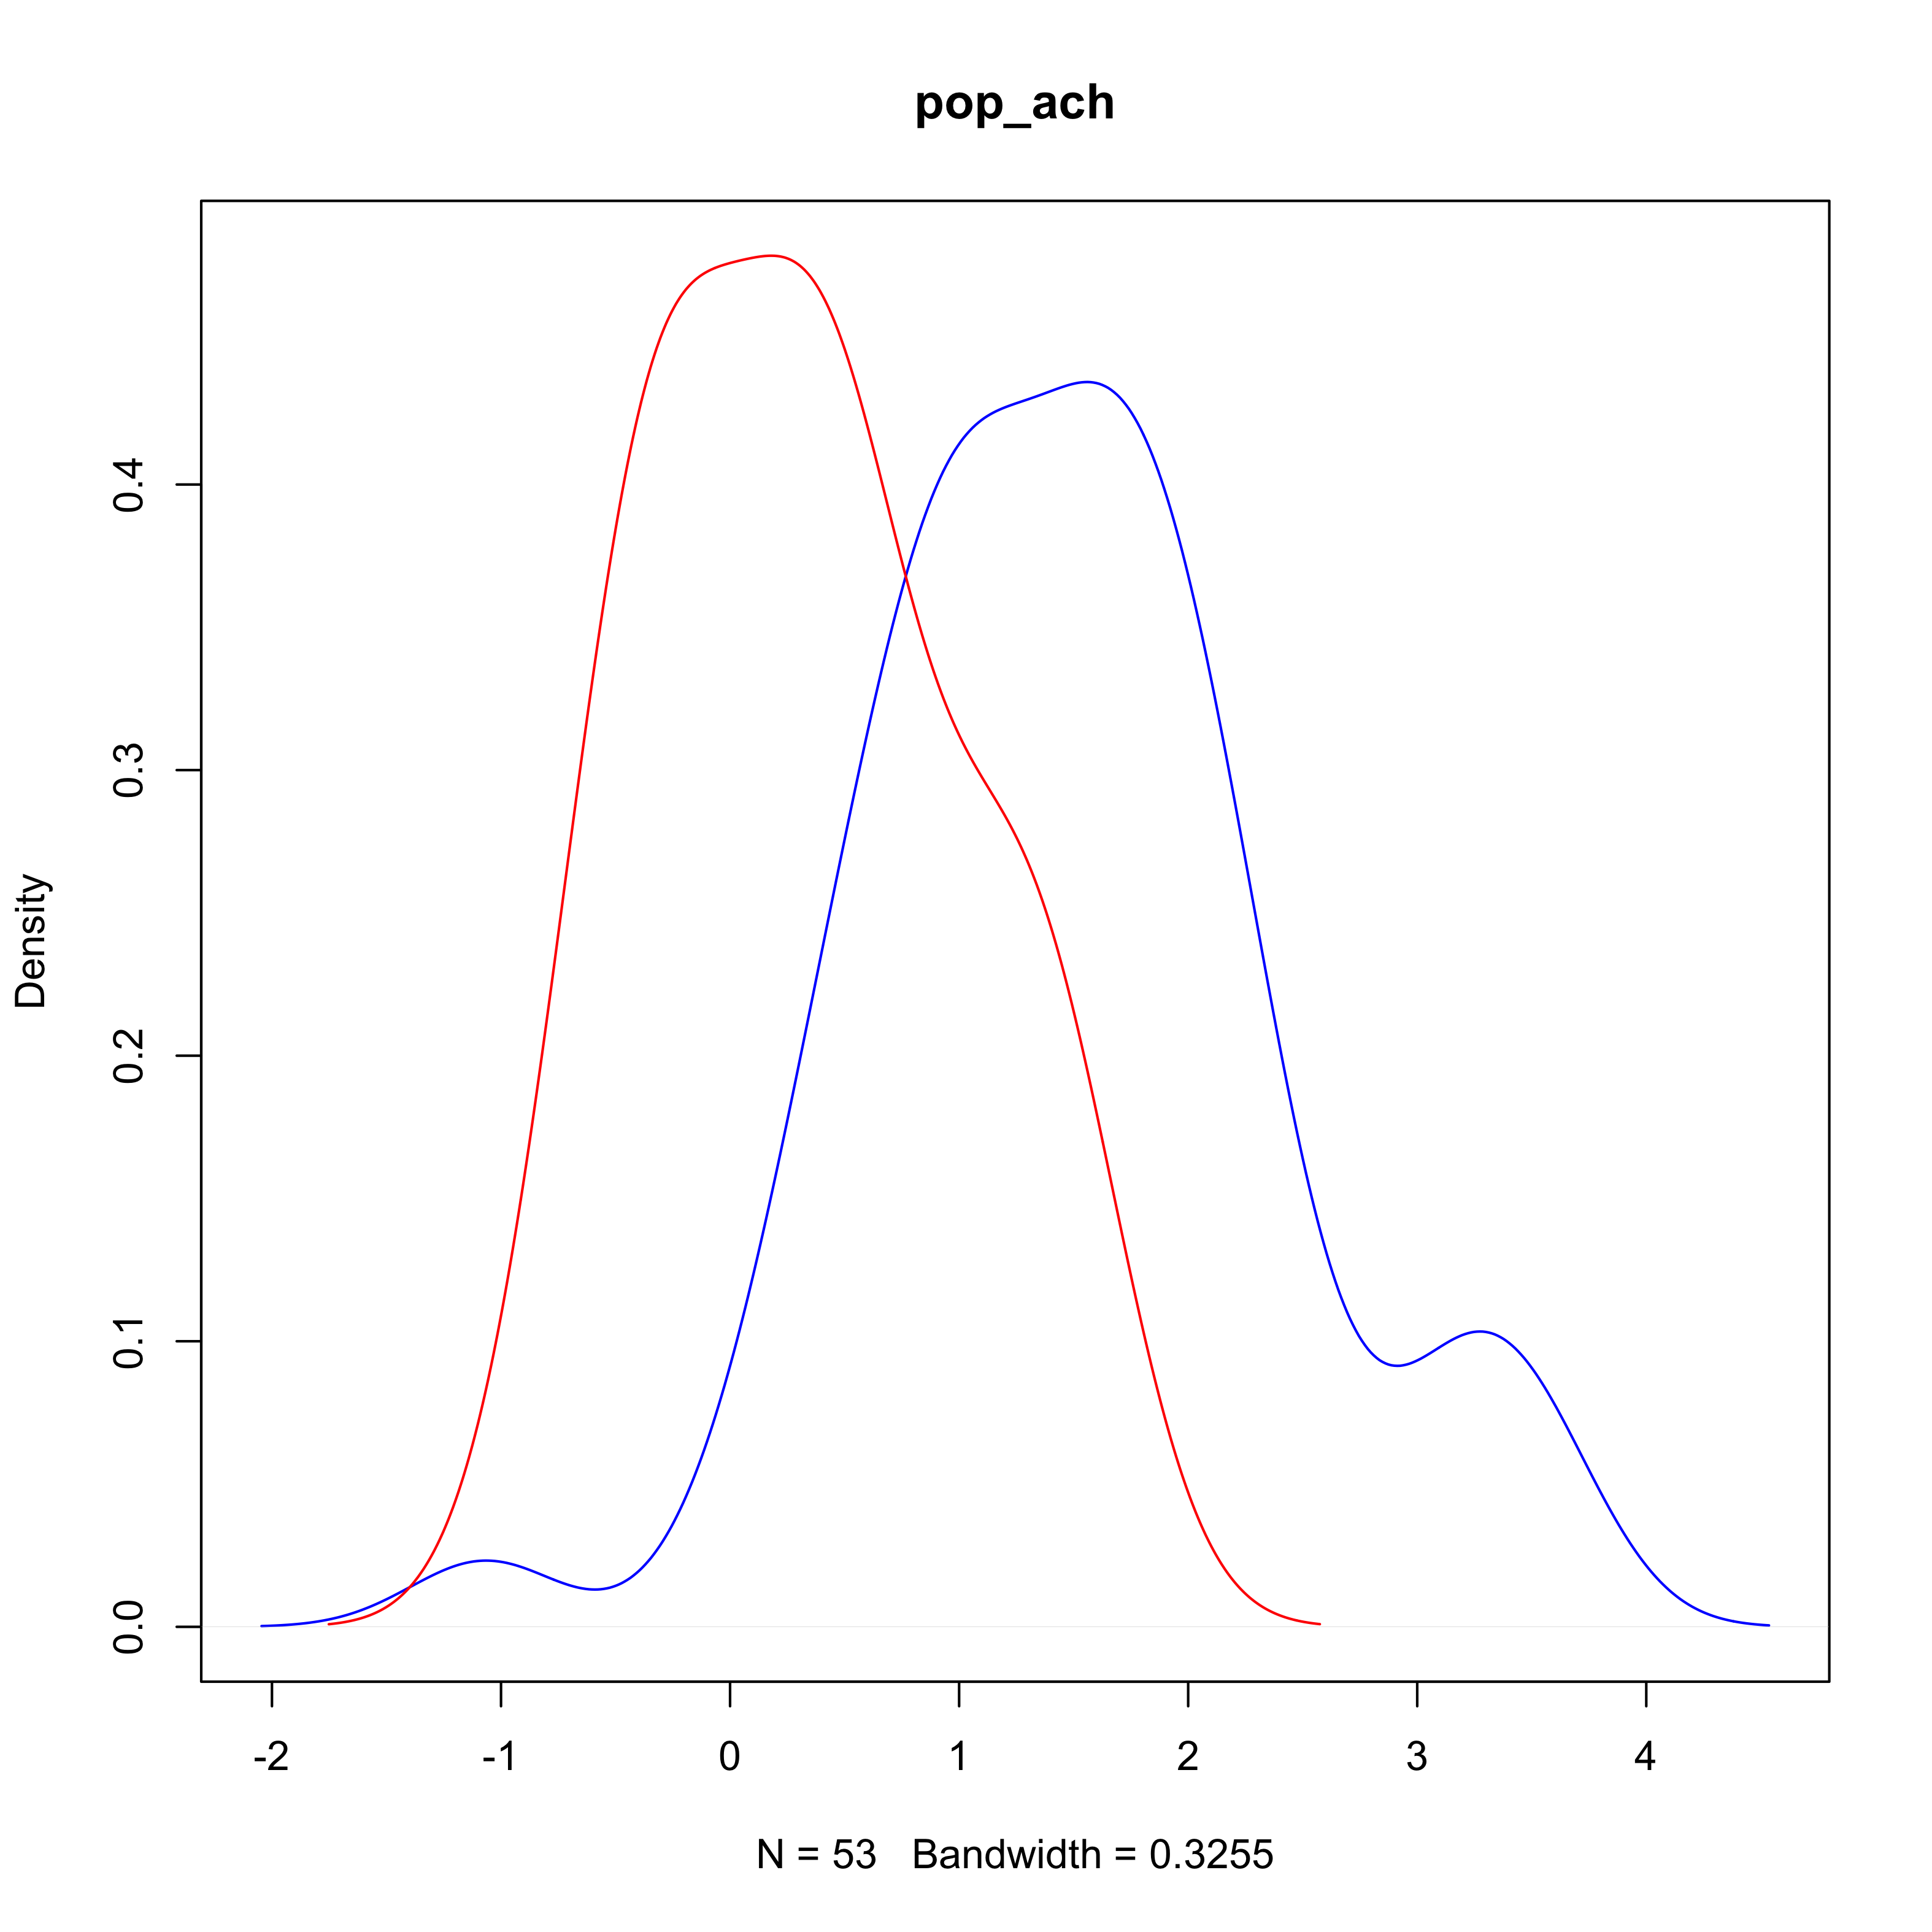 pop_ach
Density
0.0
0.1
0.2
0.3
0.4
-2 -1 0 1 2 3 4
N = 53   Bandwidth = 0.3255